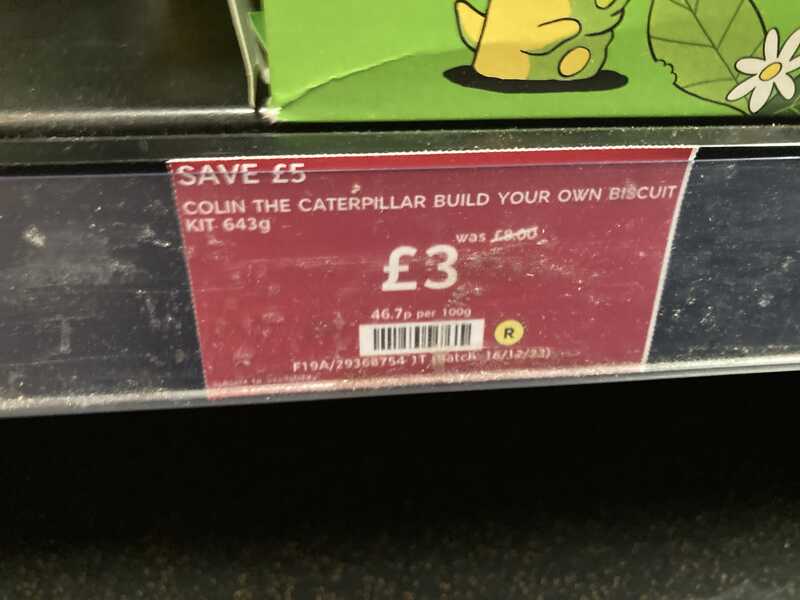 SAVE £5
COLIN THE CATERPILLAR BUILD YOUR OWN BISCUIT
KIT 643g
was £8.00
£3
46.7p per 100g
R
F19A/29368754 1T (Batch 16/12/23)